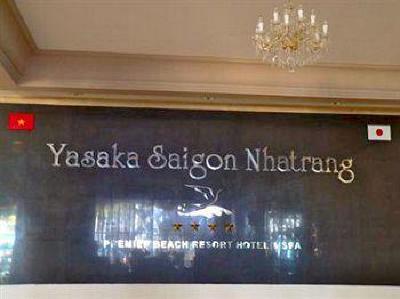 Yasaka Saigon Nhatrang
PREMIER BEACH RESORT HOTEL & SPA